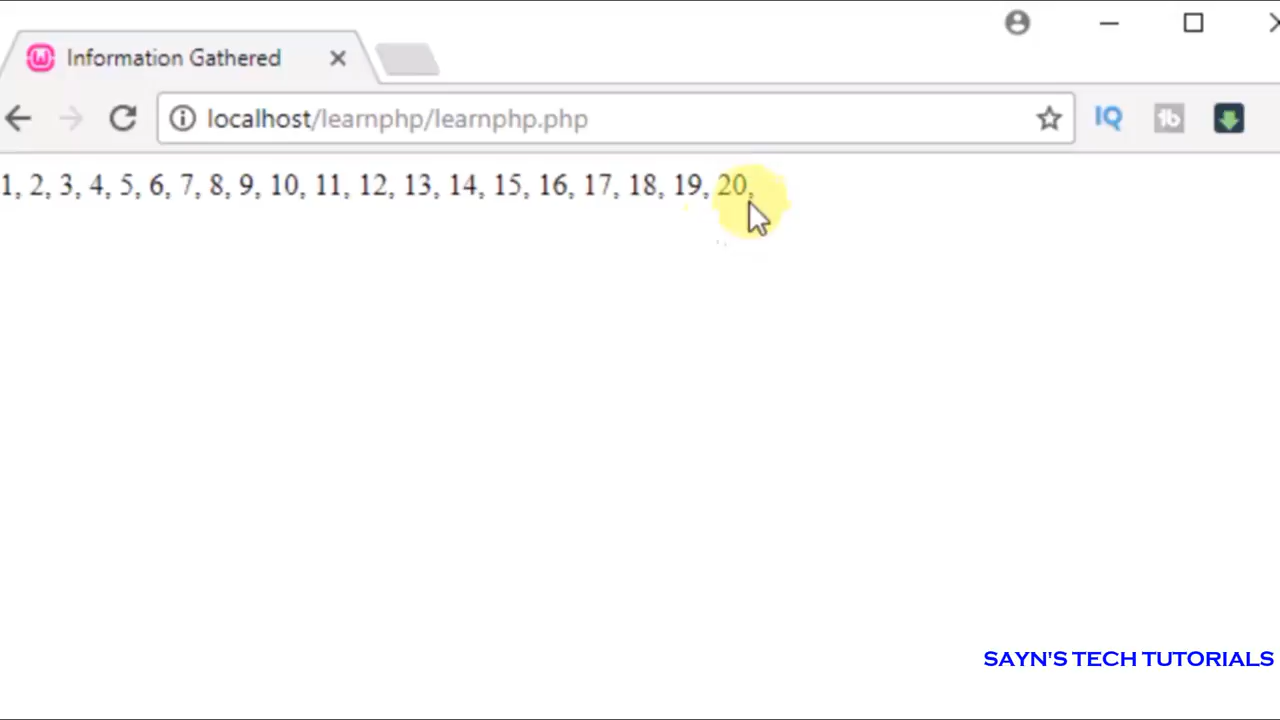 Information Gathered
localhost/learnphp/learnphp.php
IQ
tb
1, 2, 3, 4, 5, 6, 7, 8, 9, 10, 11, 12, 13, 14, 15, 16, 17, 18, 19, 20,
SAYN'S TECH TUTORIALS